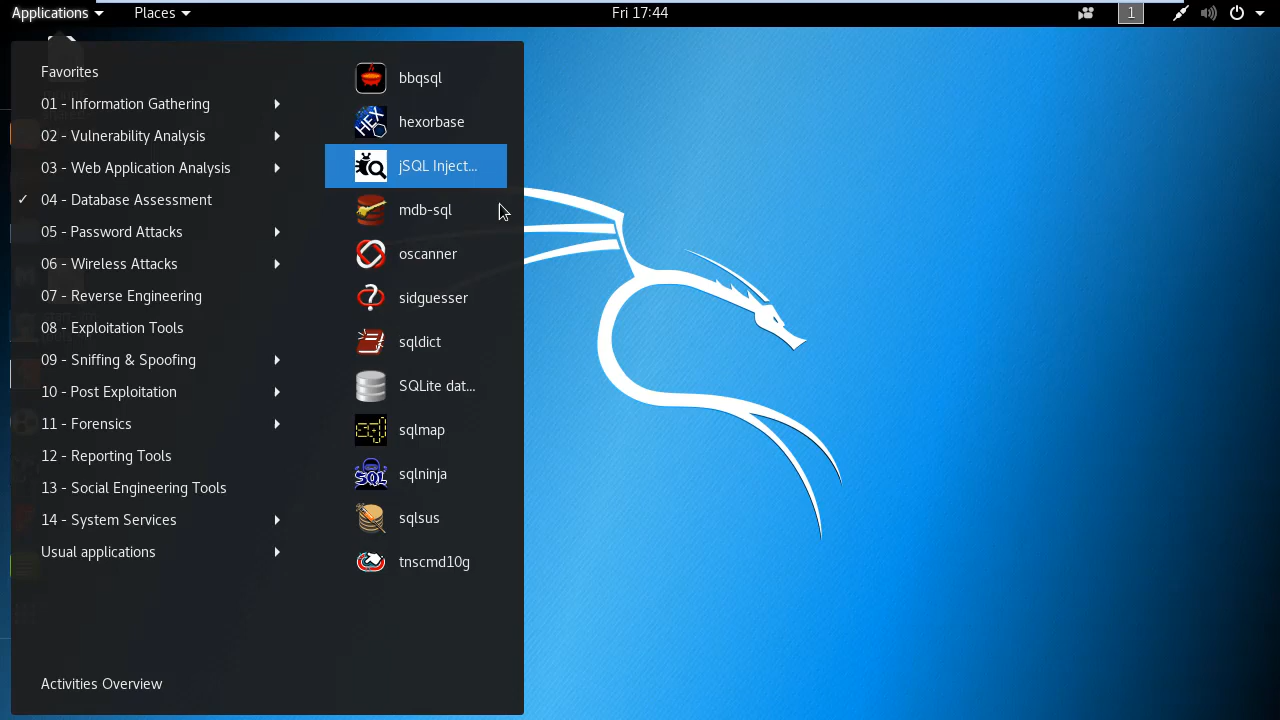 Applications Places Fri 17:44 1
Favorites
01 - Information Gathering
02 - Vulnerability Analysis
03 - Web Application Analysis
✓ 04 - Database Assessment
05 - Password Attacks
06 - Wireless Attacks
07 - Reverse Engineering
08 - Exploitation Tools
09 - Sniffing & Spoofing
10 - Post Exploitation
11 - Forensics
12 - Reporting Tools
13 - Social Engineering Tools
14 - System Services
Usual applications
Activities Overview
bbqsql
HEX
hexorbase
jSQL Inject...
mdb-sql
oscanner
sidguesser
sqldict
SQLite dat...
sqlmap
SQL
sqlninja
sqlsus
tnscmd10g